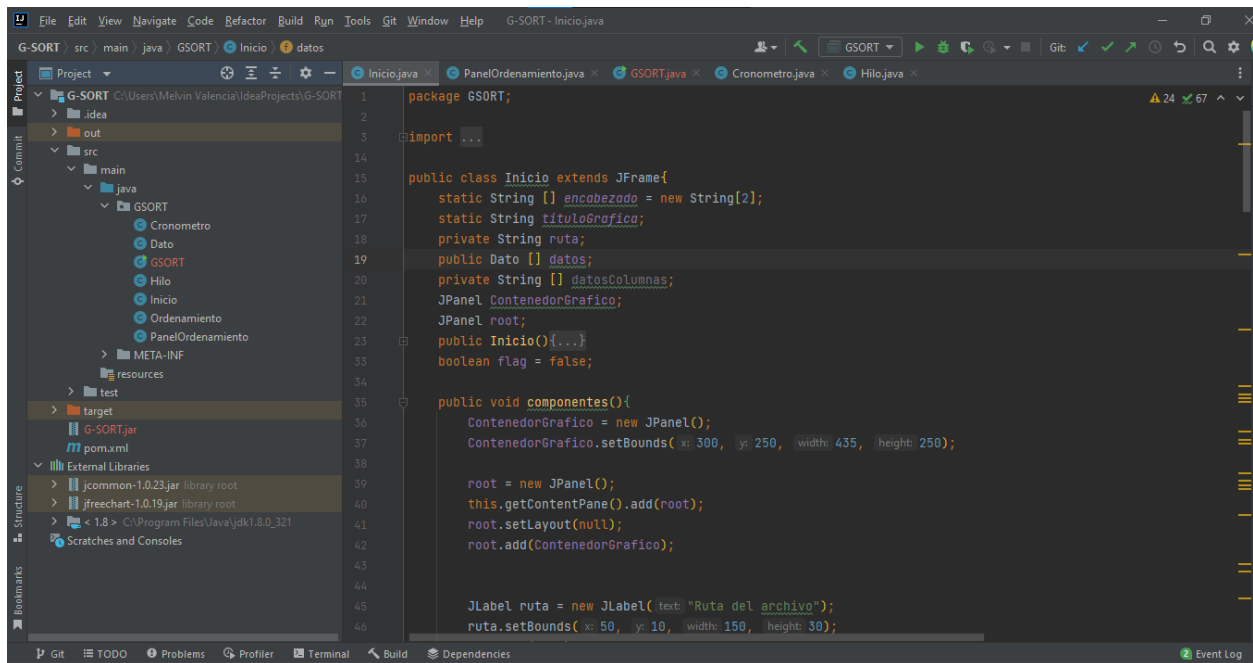 File Edit View Navigate Code Refactor Build Run Tools Git Window Help G-SORT - Inicio.java
G-SORT src main java GSORT Inicio datos GSORT Git:
Project
Inicio.java PanelOrdenamiento.java GSORT.java Cronometro.java Hilo.java
Project
Commit
Structure
Bookmarks
G-SORT C:\Users\Melvin Valencia\IdeaProjects\G-SORT
.idea
out
src
main
java
GSORT
Cronometro
Dato
GSORT
Hilo
Inicio
Ordenamiento
PanelOrdenamiento
META-INF
resources
test
target
G-SORT.jar
pom.xml
External Libraries
jcommon-1.0.23.jar library root
jfreechart-1.0.19.jar library root
< 1.8 > C:\Program Files\Java\jdk1.8.0_321
Scratches and Consoles
24 67
1 package GSORT;
2
3 import ...
14
15 public class Inicio extends JFrame{
16 static String [] encabezado = new String[2];
17 static String tituloGrafica;
18 private String ruta;
19 public Dato [] datos;
20 private String [] datosColumnas;
21 JPanel ContenedorGrafico;
22 JPanel root;
23 public Inicio(){...}
33 boolean flag = false;
34
35 public void componentes(){
36 ContenedorGrafico = new JPanel();
37 ContenedorGrafico.setBounds( x: 300, y: 250, width: 435, height: 250);
38
39 root = new JPanel();
40 this.getContentPane().add(root);
41 root.setLayout(null);
42 root.add(ContenedorGrafico);
43
44
45 JLabel ruta = new JLabel( text: "Ruta del archivo");
46 ruta.setBounds( x: 50, y: 10, width: 150, height: 30);
Git TODO Problems Profiler Terminal Build Dependencies 2 Event Log